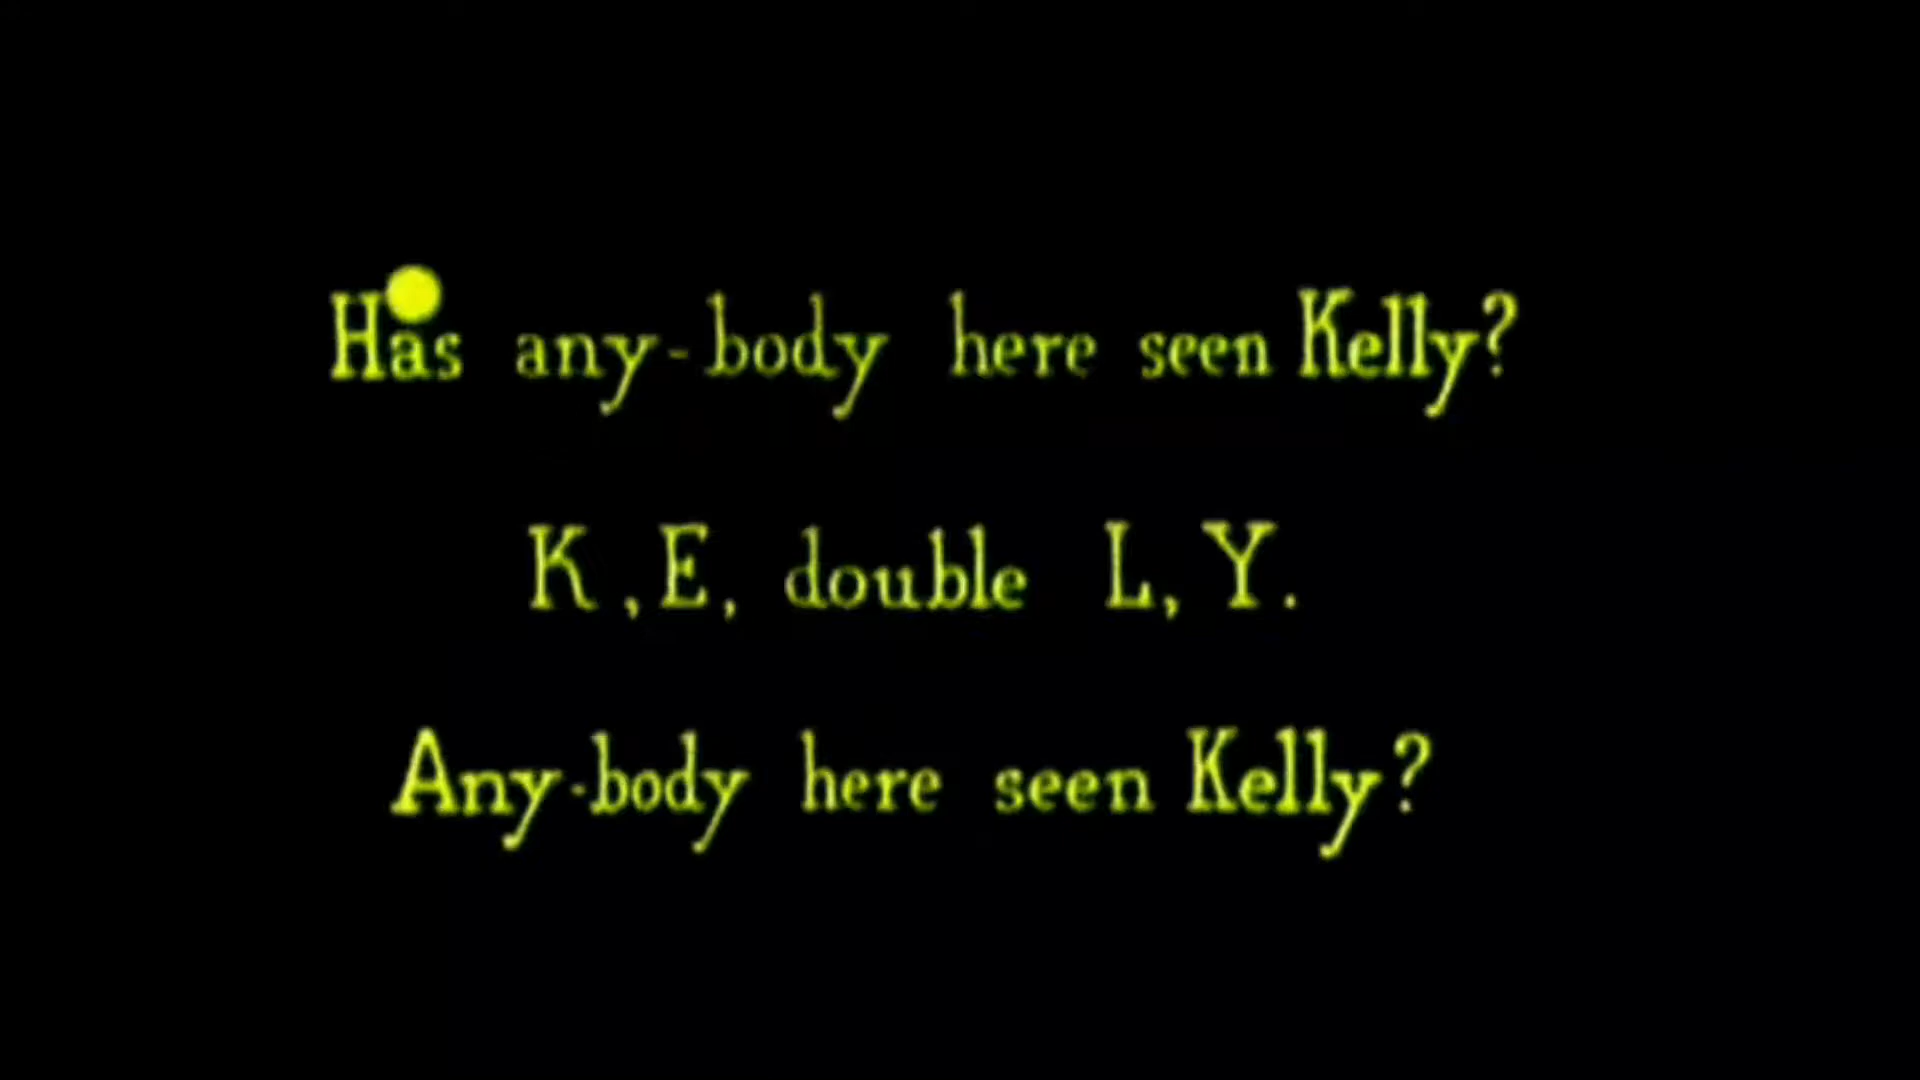 Has any-body here seen Kelly?
K, E, double L, Y.
Any-body here seen Kelly?